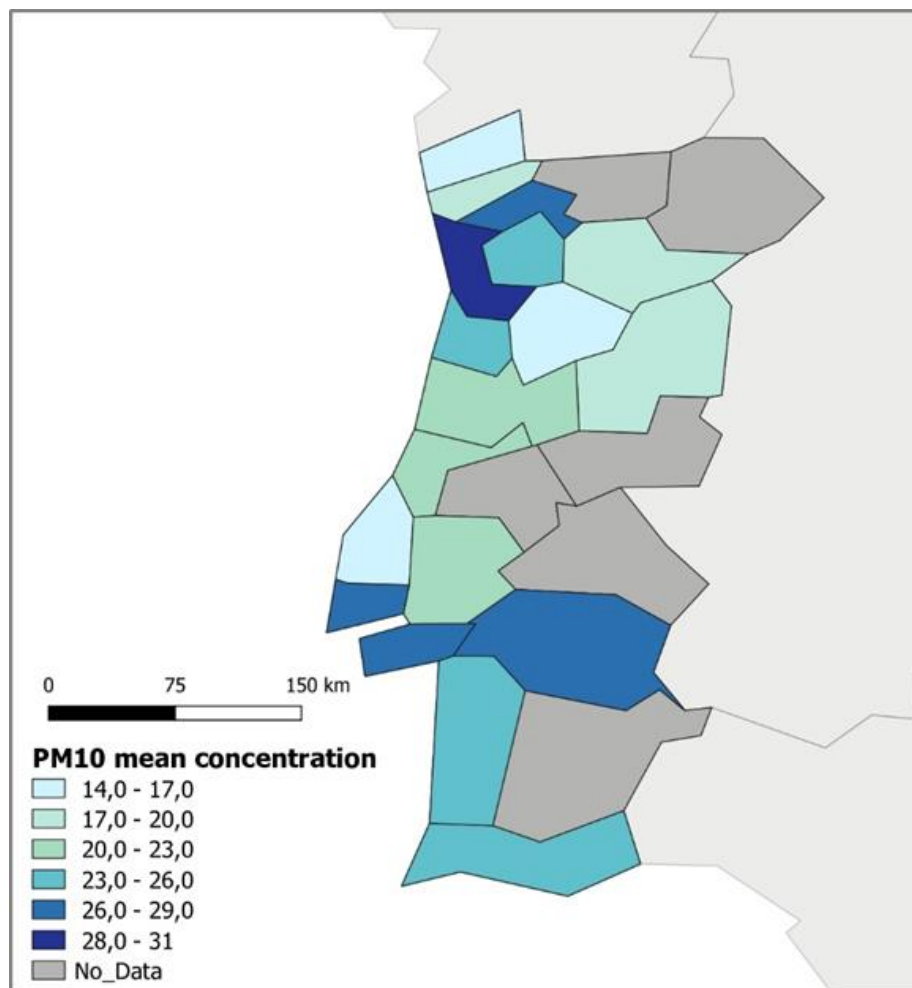 0 75 150 km
PM10 mean concentration
14,0 - 17,0
17,0 - 20,0
20,0 - 23,0
23,0 - 26,0
26,0 - 29,0
28,0 - 31
No_Data